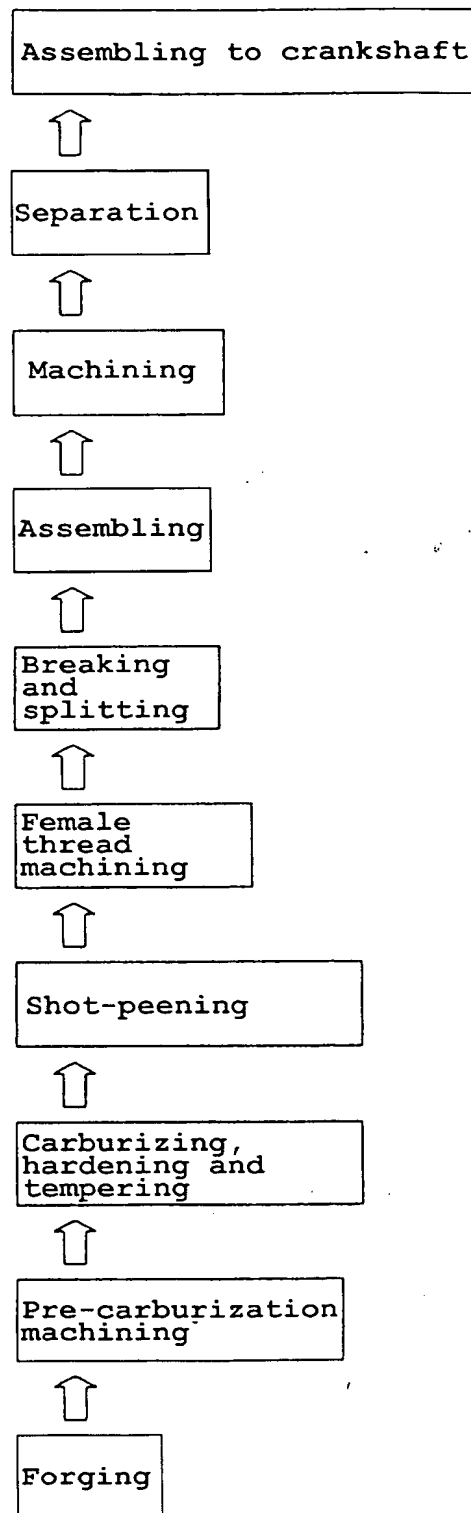 Assembling to crankshaft
Separation
Machining
Assembling
Breaking
and
splitting
Female
thread
machining
Shot-peening
Carburizing,
hardening and
tempering
Pre-carburization
machining
Forging